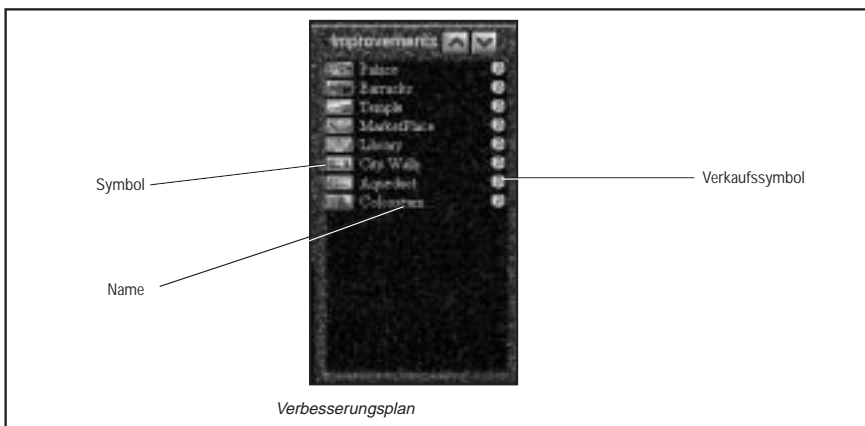 Improvements
Palace
Barracks
Temple
MarketPlace
Library
City Walls
Aqueduct
Colosseum
Symbol
Verkaufssymbol
Name
Verbesserungsplan